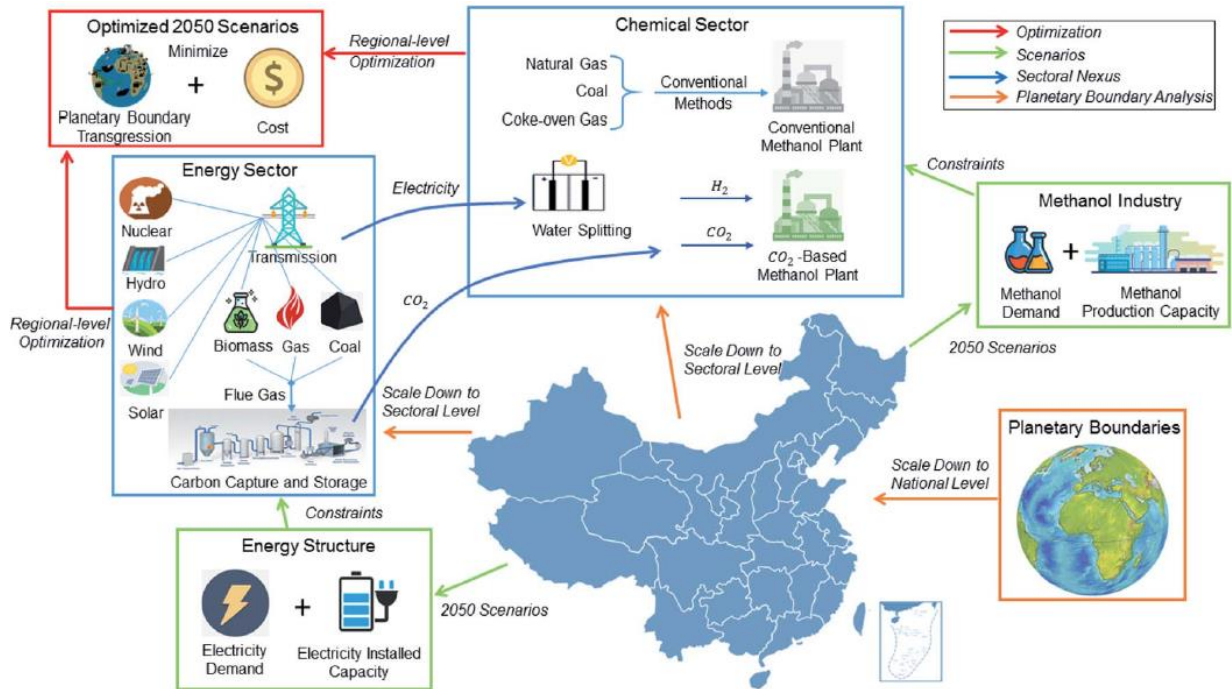 Optimized 2050 Scenarios
Minimize
+
$
Planetary Boundary
Transgression
Cost
Regional-level
Optimization
Chemical Sector
Natural Gas
Coal
Coke-oven Gas
Conventional
Methods
Conventional
Methanol Plant
V
Water Splitting
H₂
CO₂
CO₂ -Based
Methanol Plant
Optimization
Scenarios
Sectoral Nexus
Planetary Boundary Analysis
Energy Sector
Nuclear
Hydro
Wind
Solar
Transmission
Biomass
Gas
Coal
Flue Gas
Carbon Capture and Storage
Electricity
CO₂
Regional-level
Optimization
Constraints
Methanol Industry
+
Methanol
Demand
Methanol
Production Capacity
2050 Scenarios
Scale Down to
Sectoral Level
Scale Down to
Sectoral Level
Planetary Boundaries
Scale Down to
National Level
Constraints
Energy Structure
+
Electricity
Demand
Electricity Installed
Capacity
2050 Scenarios